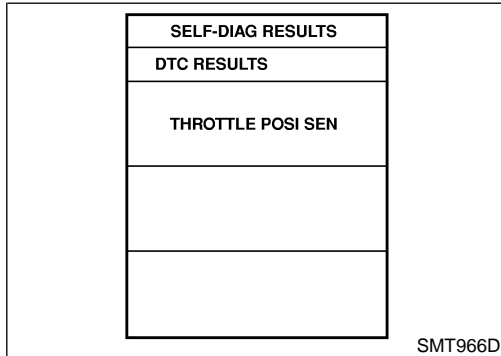 SELF-DIAG RESULTS
DTC RESULTS
THROTTLE POSI SEN
SMT966D